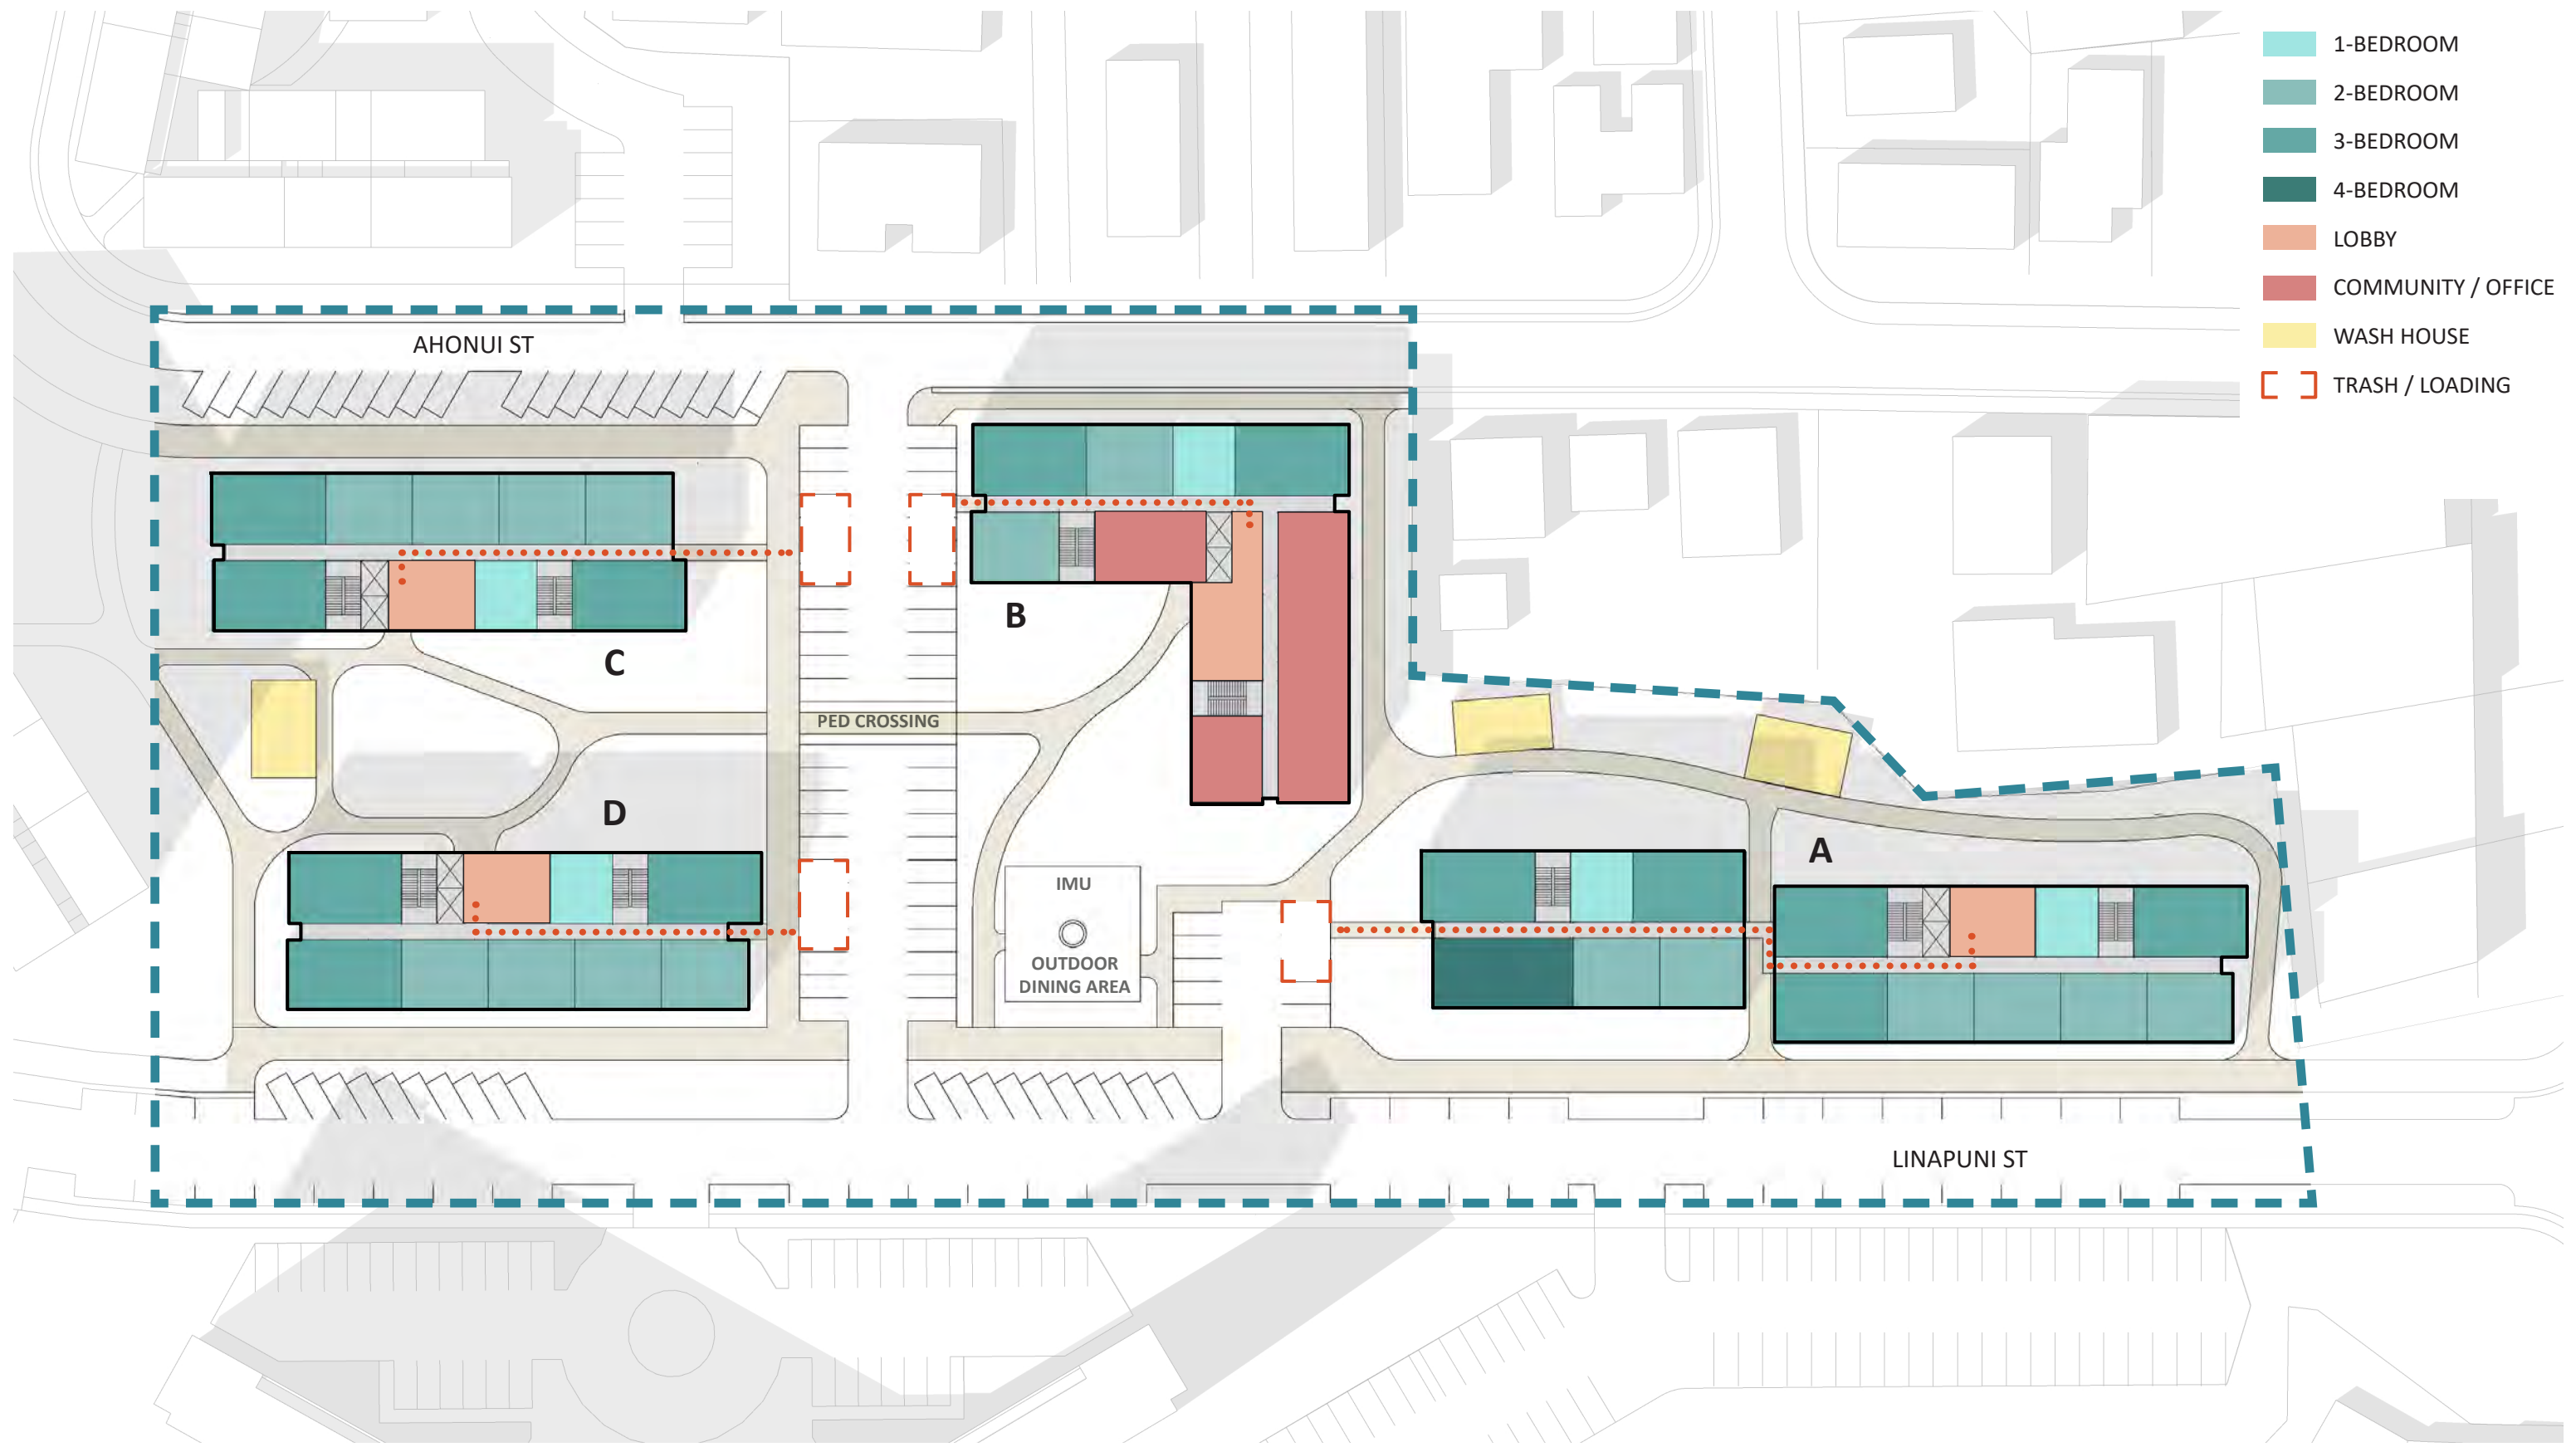 1-BEDROOM
2-BEDROOM
3-BEDROOM
4-BEDROOM
LOBBY
COMMUNITY / OFFICE
WASH HOUSE
TRASH / LOADING
AHONUI ST
B
C
PED CROSSING
D
A
IMU
OUTDOOR
DINING AREA
LINAPUNI ST